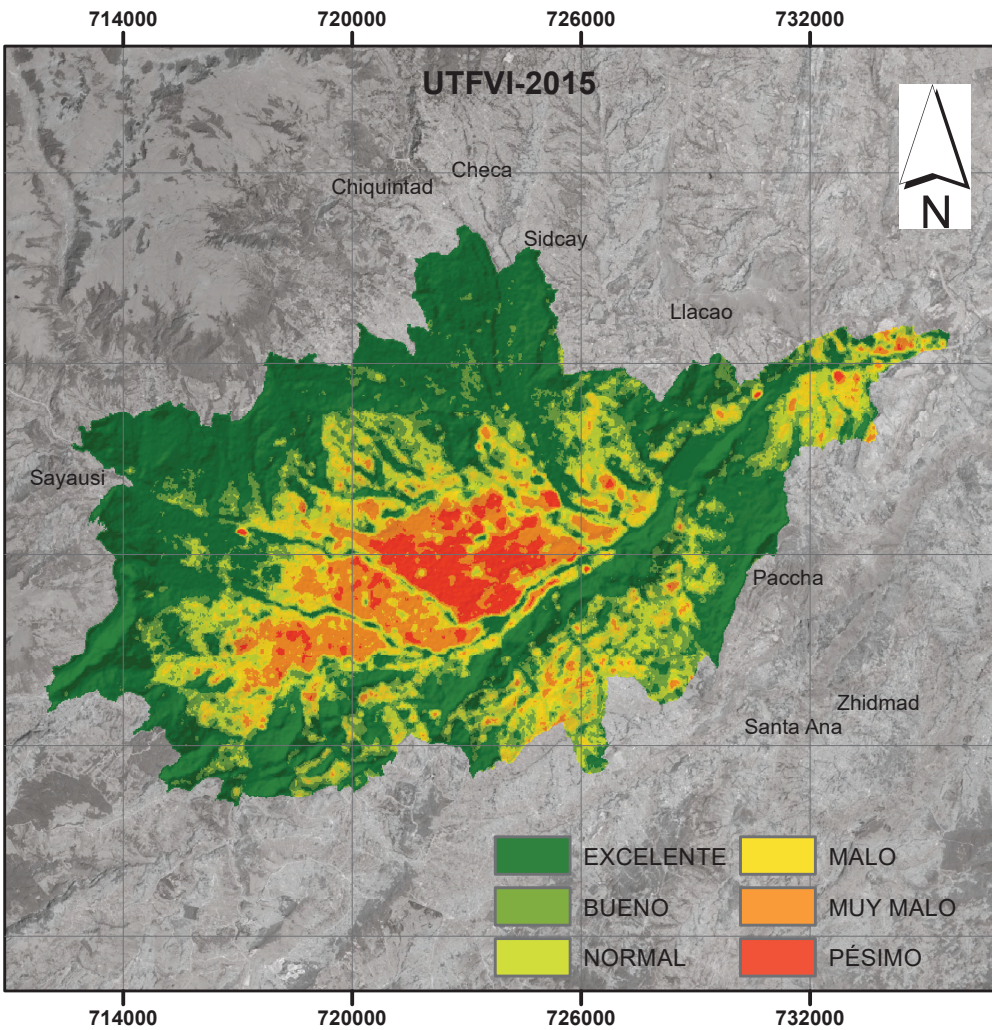 714000 720000 726000 732000
UTFVI-2015
N
Checa
Chiquintad
Sidcay
Llacao
Sayausi
Paccha
Zhidmad
Santa Ana
EXCELENTE MALO
BUENO MUY MALO
NORMAL PÉSIMO
714000 720000 726000 732000